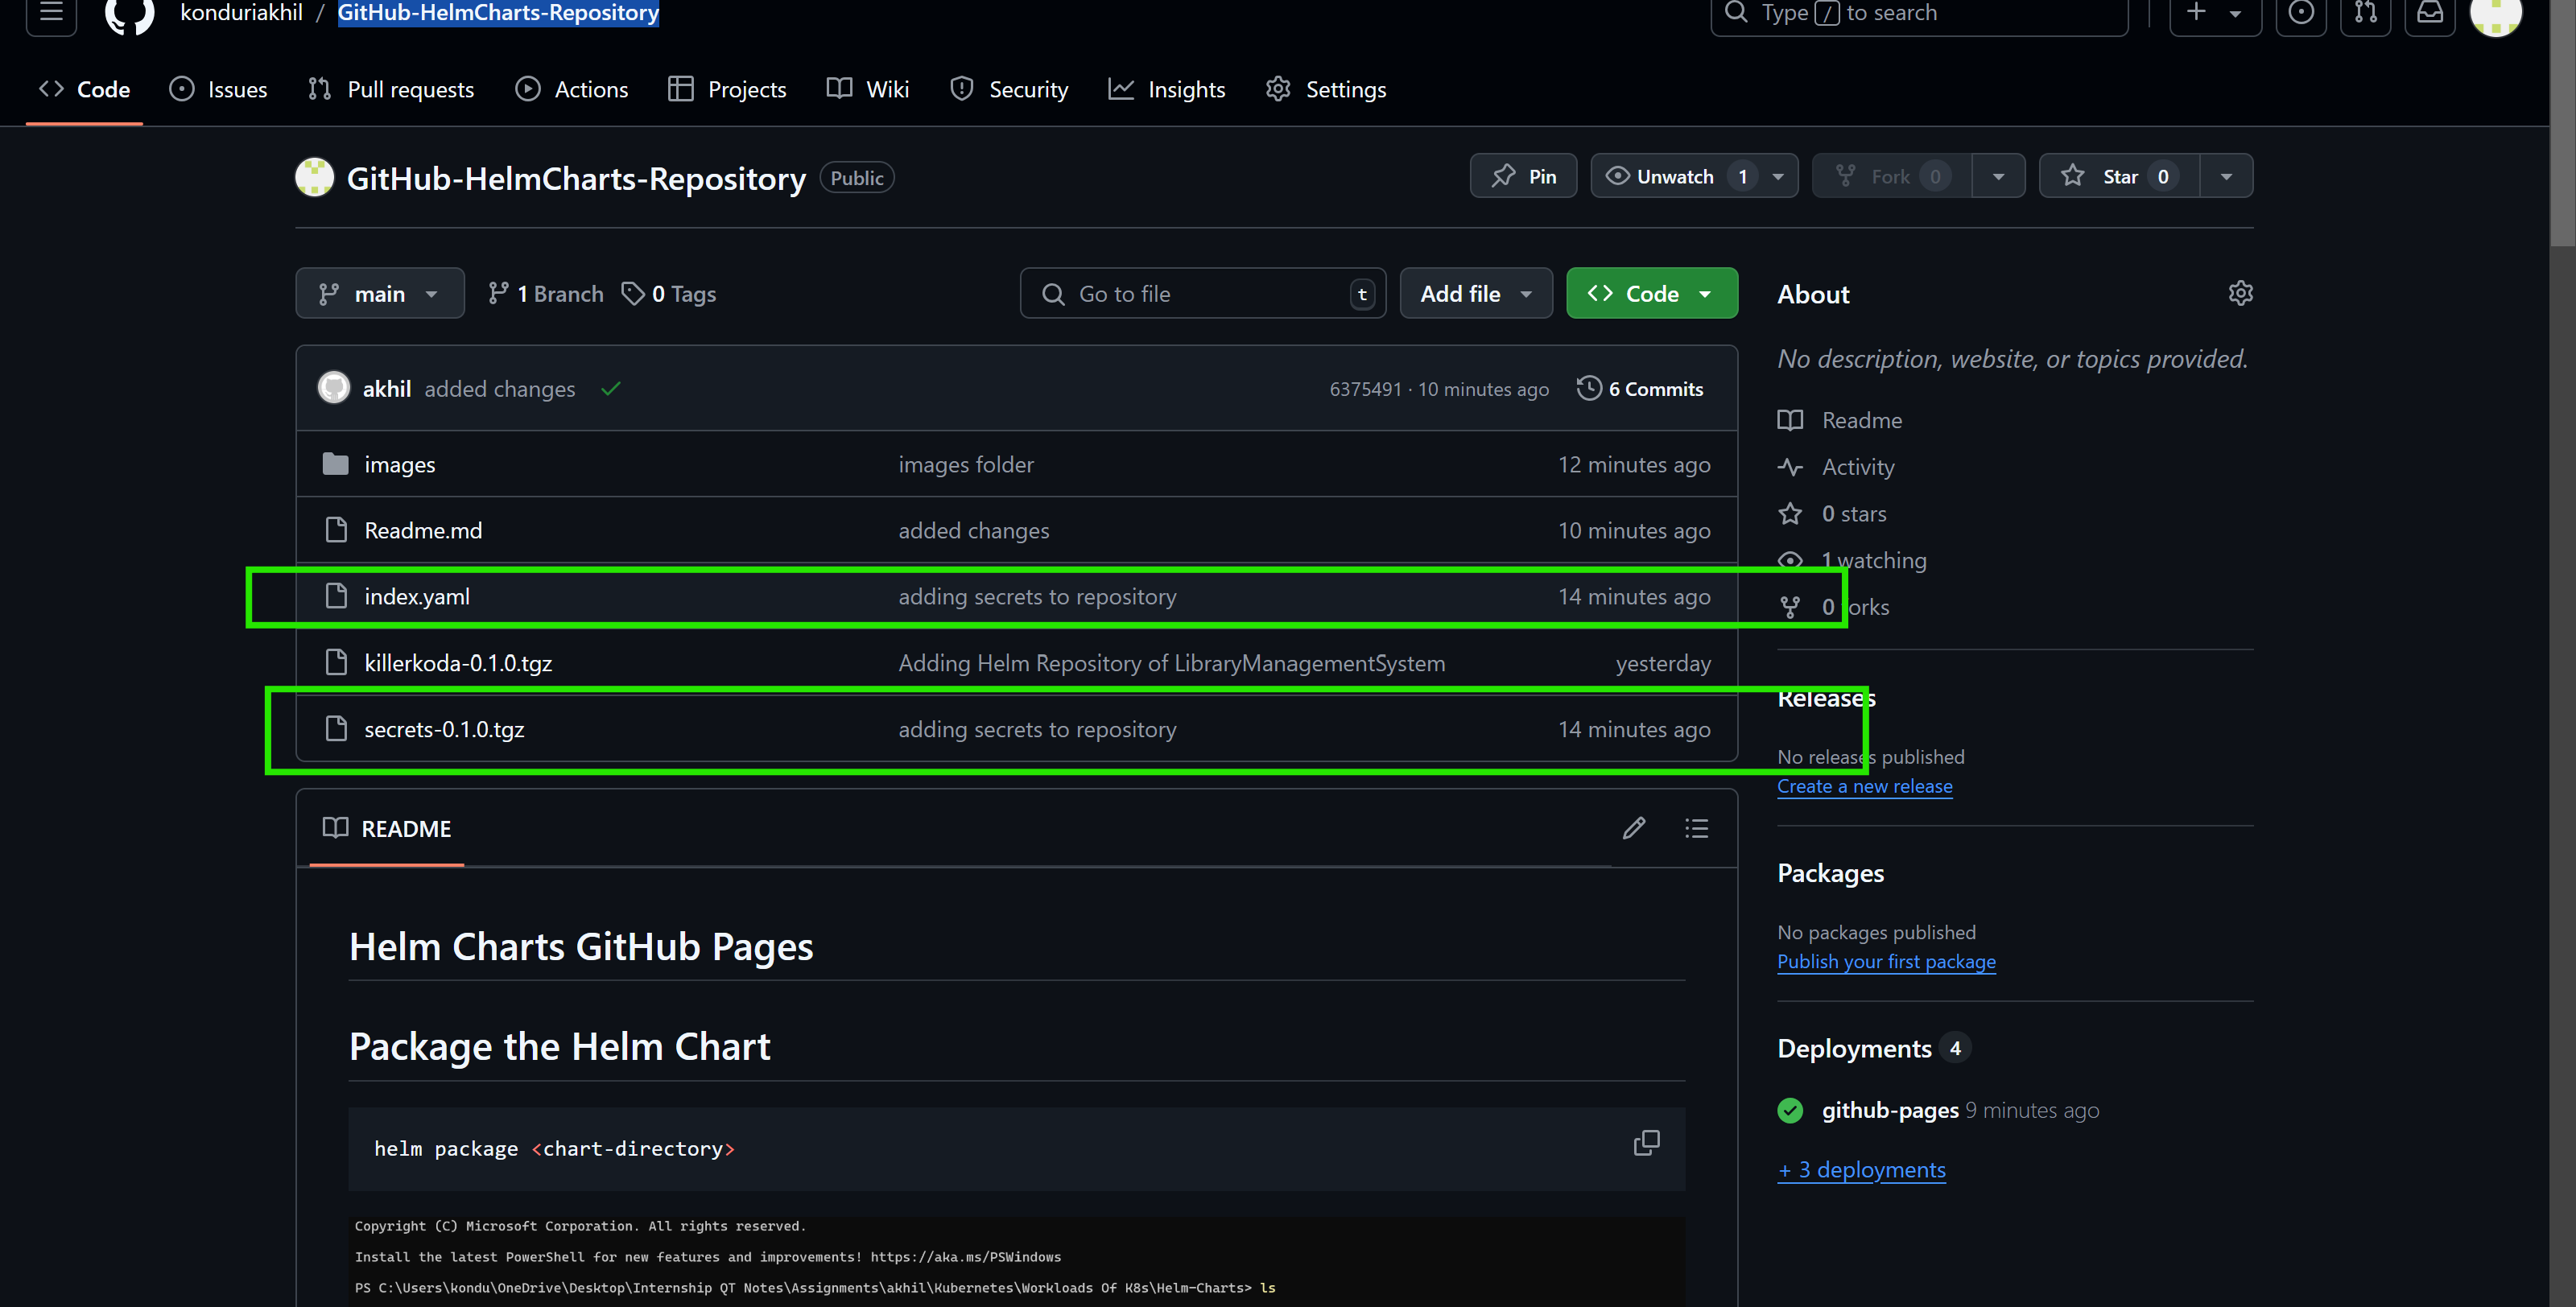 konduriakhil / GitHub-HelmCharts-Repository
Type / to search
Code Issues Pull requests Actions Projects Wiki Security Insights Settings
GitHub-HelmCharts-Repository Public
Pin Unwatch 1 Fork 0 Star 0
main 1 Branch 0 Tags Go to file t Add file Code
akhil added changes 6375491 · 10 minutes ago 6 Commits
images images folder 12 minutes ago
Readme.md added changes 10 minutes ago
index.yaml adding secrets to repository 14 minutes ago
killerkoda-0.1.0.tgz Adding Helm Repository of LibraryManagementSystem yesterday
secrets-0.1.0.tgz adding secrets to repository 14 minutes ago
README
Helm Charts GitHub Pages
Package the Helm Chart
helm package <chart-directory>
Copyright (C) Microsoft Corporation. All rights reserved.
Install the latest PowerShell for new features and improvements! https://aka.ms/PSWindows
PS C:\Users\kondu\OneDrive\Desktop\Internship QT Notes\Assignments\akhil\Kubernetes\Workloads Of K8s\Helm-Charts> ls
About
No description, website, or topics provided.
Readme
Activity
0 stars
1 watching
0 forks
Releases
No releases published
Create a new release
Packages
No packages published
Publish your first package
Deployments 4
github-pages 9 minutes ago
+ 3 deployments